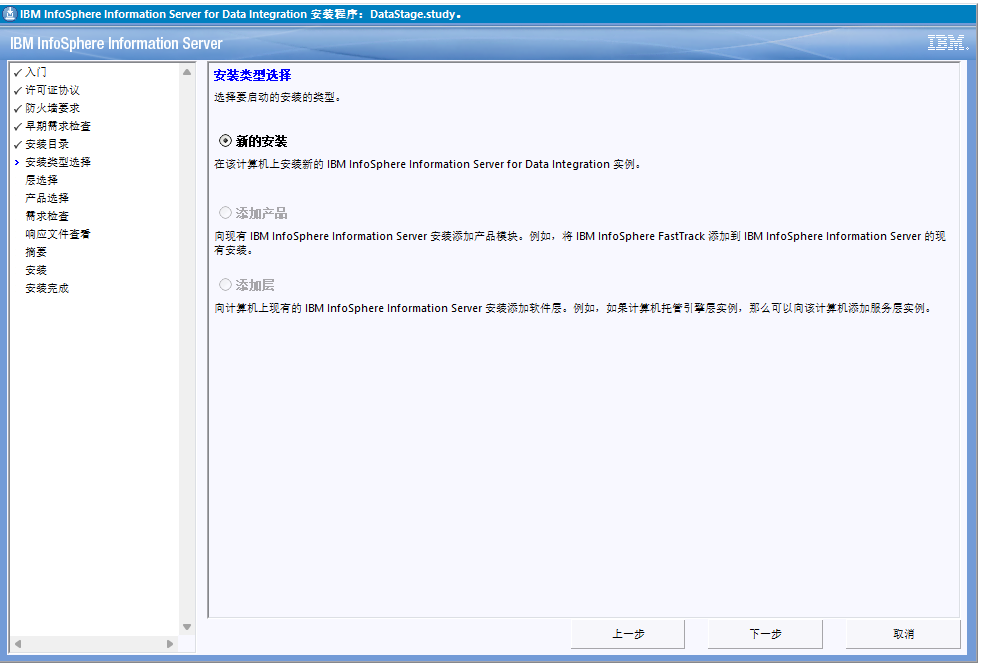 IBM InfoSphere Information Server for Data Integration 安装程序：DataStage.study。
IBM InfoSphere Information Server
IBM.
入门
许可证协议
防火墙要求
早期需求检查
安装目录
安装类型选择
层选择
产品选择
需求检查
响应文件查看
摘要
安装
安装完成
安装类型选择
选择要启动的安装的类型。
新的安装
在该计算机上安装新的 IBM InfoSphere Information Server for Data Integration 实例。
添加产品
向现有 IBM InfoSphere Information Server 安装添加产品模块。例如，将 IBM InfoSphere FastTrack 添加到 IBM InfoSphere Information Server 的现
有安装。
添加层
向计算机上现有的 IBM InfoSphere Information Server 安装添加软件层。例如，如果计算机托管引擎层实例，那么可以向该计算机添加服务层实例。
上一步
下一步
取消